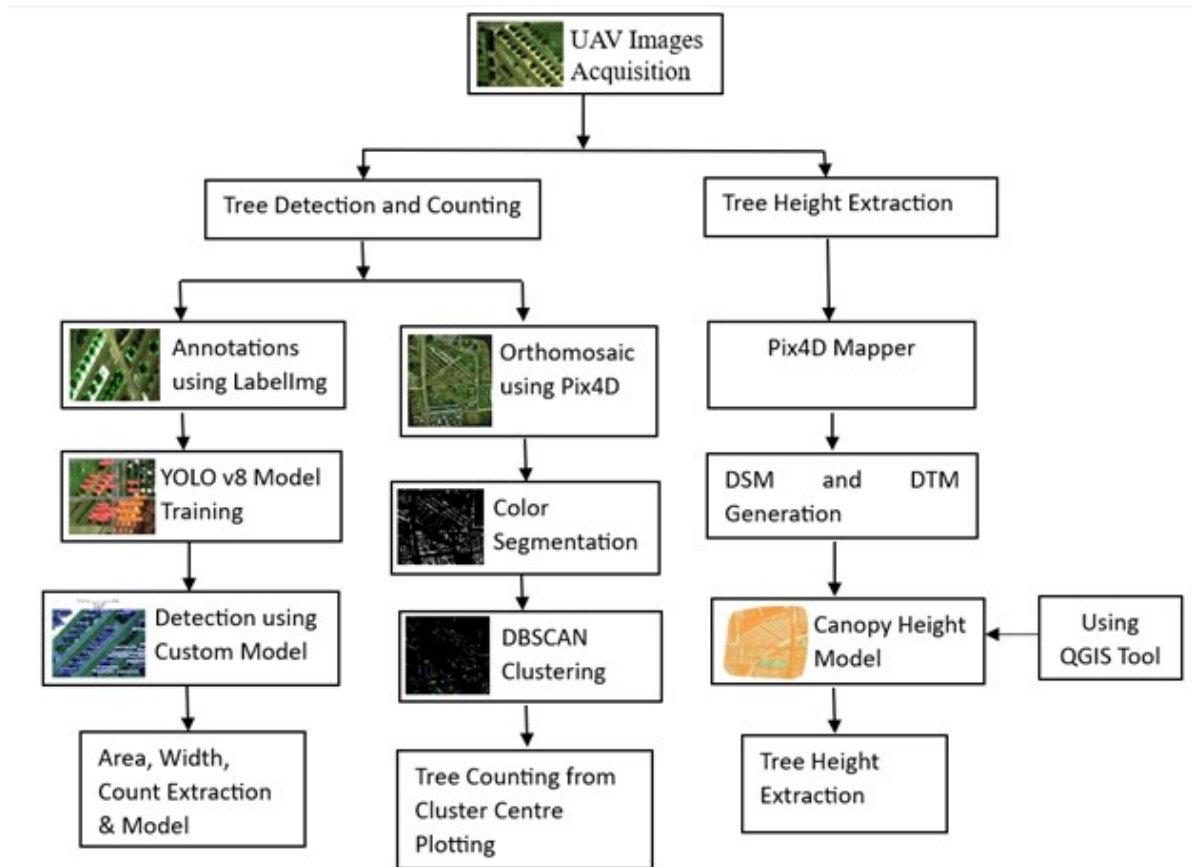 UAV Images
Acquisition
Tree Detection and Counting
Tree Height Extraction
Annotations
using LabelImg
Orthomosaic
using Pix4D
Pix4D Mapper
YOLO v8 Model
Training
Color
Segmentation
DSM and DTM
Generation
Detection using
Custom Model
DBSCAN
Clustering
Canopy Height
Model
Using
QGIS Tool
Area, Width,
Count Extraction
& Model
Tree Counting from
Cluster Centre
Plotting
Tree Height
Extraction